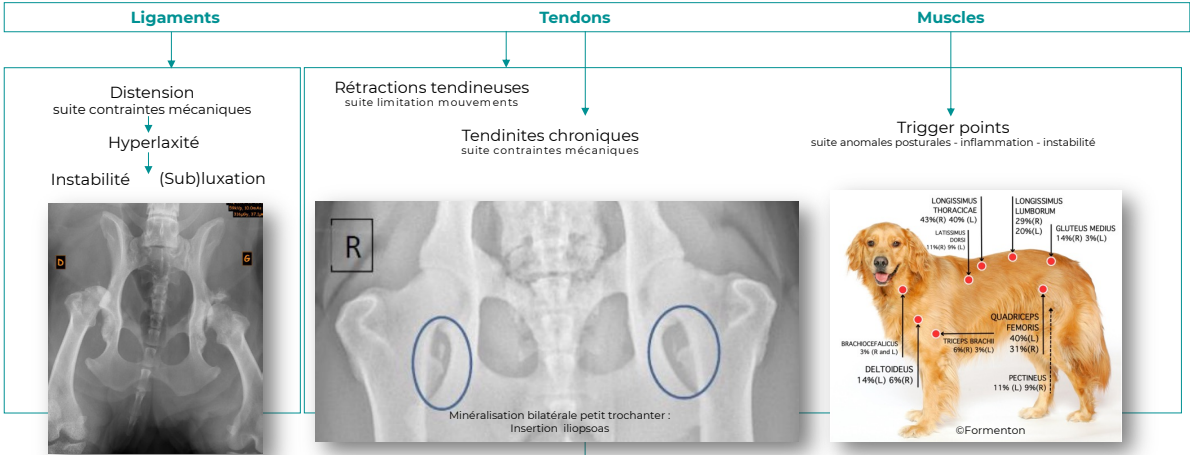 Ligaments
Tendons
Muscles
Distension
suite contraintes mécaniques
Hyperlaxité
Instabilité
(Sub)luxation
D
G
Rétractions tendineuses
suite limitation mouvements
Tendinites chroniques
suite contraintes mécaniques
R
Minéralisation bilatérale petit trochanter :
Insertion iliopsoas
Trigger points
suite anomales posturales - inflammation - instabilité
LONGISSIMUS
THORACICAE
43%(R) 40% (L)
LONGISSIMUS
LUMBORUM
29%(R)
20%(L)
LATISSIMUS
DORSI
11%(R) 9% (L)
GLUTEUS MEDIUS
14%(R) 3%(L)
BRACHIOCEFALICUS
3% (R and L)
DELTOIDEUS
14%(L) 6%(R)
TRICEPS BRACHII
6%(R) 3%(L)
QUADRICEPS
FEMORIS
40%(L)
31%(R)
PECTINEUS
11% (L) 9%(R)
©Formenton